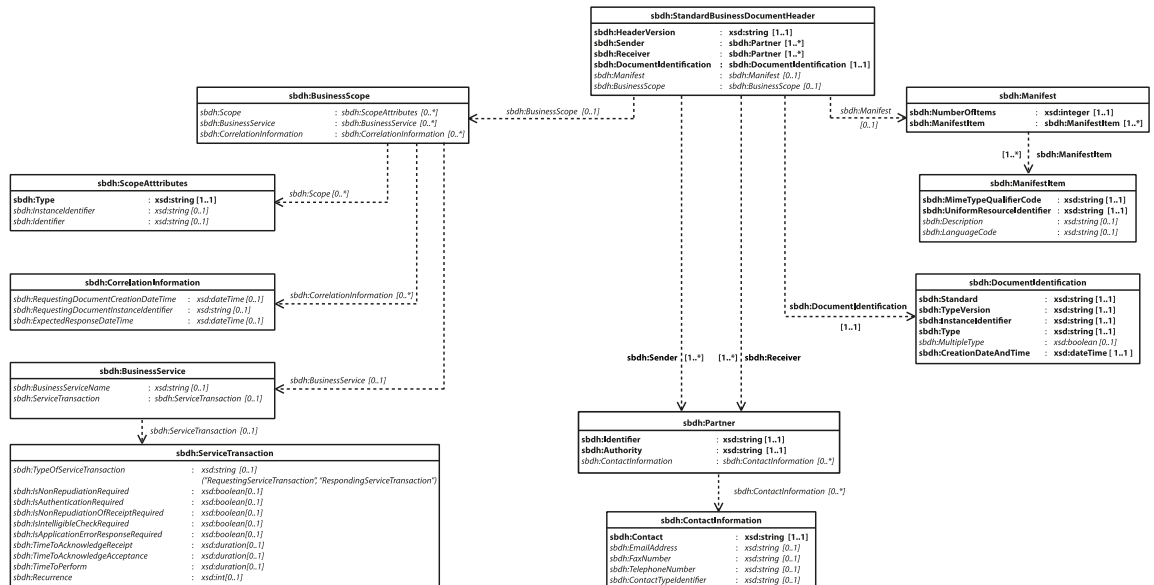 sbdh:StandardBusinessDocumentHeader
sbdh:HeaderVersion : xsd:string [1..1]
sbdh:Sender : sbdh:Partner [1..*]
sbdh:Receiver : sbdh:Partner [1..*]
sbdh:DocumentIdentification : sbdh:DocumentIdentification [1..1]
sbdh:Manifest : sbdh:Manifest [0..1]
sbdh:BusinessScope : sbdh:BusinessScope [0..1]
sbdh:BusinessScope
sbdh:Scope : sbdh:ScopeAttributes [0..*]
sbdh:BusinessService : sbdh:BusinessService [0..*]
sbdh:CorrelationInformation : sbdh:CorrelationInformation [0..*]
sbdh:BusinessScope [0..1]
sbdh:Manifest
[0..1]
sbdh:Manifest
sbdh:NumberOfItems : xsd:integer [1..1]
sbdh:ManifestItem : sbdh:ManifestItem [1..*]
[1..*] sbdh:ManifestItem
sbdh:ScopeAtttributes
sbdh:Type : xsd:string [1..1]
sbdh:InstanceIdentifier : xsd:string [0..1]
sbdh:Identifier : xsd:string [0..1]
sbdh:Scope [0..*]
sbdh:ManifestItem
sbdh:MimeTypeQualifierCode : xsd:string [1..1]
sbdh:UniformResourceIdentifier : xsd:string [1..1]
sbdh:Description : xsd:string [0..1]
sbdh:LanguageCode : xsd:string [0..1]
sbdh:CorrelationInformation
sbdh:RequestingDocumentCreationDateTime : xsd:dateTime [0..1]
sbdh:RequestingDocumentInstanceIdentifier : xsd:string [0..1]
sbdh:ExpectedResponseDateTime : xsd:dateTime [0..1]
sbdh:CorrelationInformation [0..*]
sbdh:DocumentIdentification
[1..1]
sbdh:DocumentIdentification
sbdh:Standard : xsd:string [1..1]
sbdh:TypeVersion : xsd:string [1..1]
sbdh:InstanceIdentifier : xsd:string [1..1]
sbdh:Type : xsd:string [1..1]
sbdh:MultipleType : xsd:boolean [0..1]
sbdh:CreationDateAndTime : xsd:dateTime [1..1]
sbdh:Sender [1..*]
[1..*] sbdh:Receiver
sbdh:BusinessService
sbdh:BusinessServiceName : xsd:string [0..1]
sbdh:ServiceTransaction : sbdh:ServiceTransaction [0..1]
sbdh:BusinessService [0..1]
sbdh:ServiceTransaction [0..1]
sbdh:Partner
sbdh:Identifier : xsd:string [1..1]
sbdh:Authority : xsd:string [1..1]
sbdh:ContactInformation : sbdh:ContactInformation [0..*]
sbdh:ContactInformation [0..*]
sbdh:ServiceTransaction
sbdh:TypeOfServiceTransaction : xsd:string [0..1]
("RequestingServiceTransaction", "RespondingServiceTransaction")
sbdh:IsNonRepudiationRequired : xsd:boolean[0..1]
sbdh:IsAuthenticationRequired : xsd:boolean[0..1]
sbdh:IsNonRepudiationOfReceiptRequired : xsd:boolean[0..1]
sbdh:IsIntelligibleCheckRequired : xsd:boolean[0..1]
sbdh:IsApplicationErrorResponseRequired : xsd:boolean[0..1]
sbdh:TimeToAcknowledgeReceipt : xsd:duration[0..1]
sbdh:TimeToAcknowledgeAcceptance : xsd:duration[0..1]
sbdh:TimeToPerform : xsd:duration[0..1]
sbdh:Recurrence : xsd:int[0..1]
sbdh:ContactInformation
sbdh:Contact : xsd:string [1..1]
sbdh:EmailAddress : xsd:string [0..1]
sbdh:FaxNumber : xsd:string [0..1]
sbdh:TelephoneNumber : xsd:string [0..1]
sbdh:ContactTypeIdentifier : xsd:string [0..1]